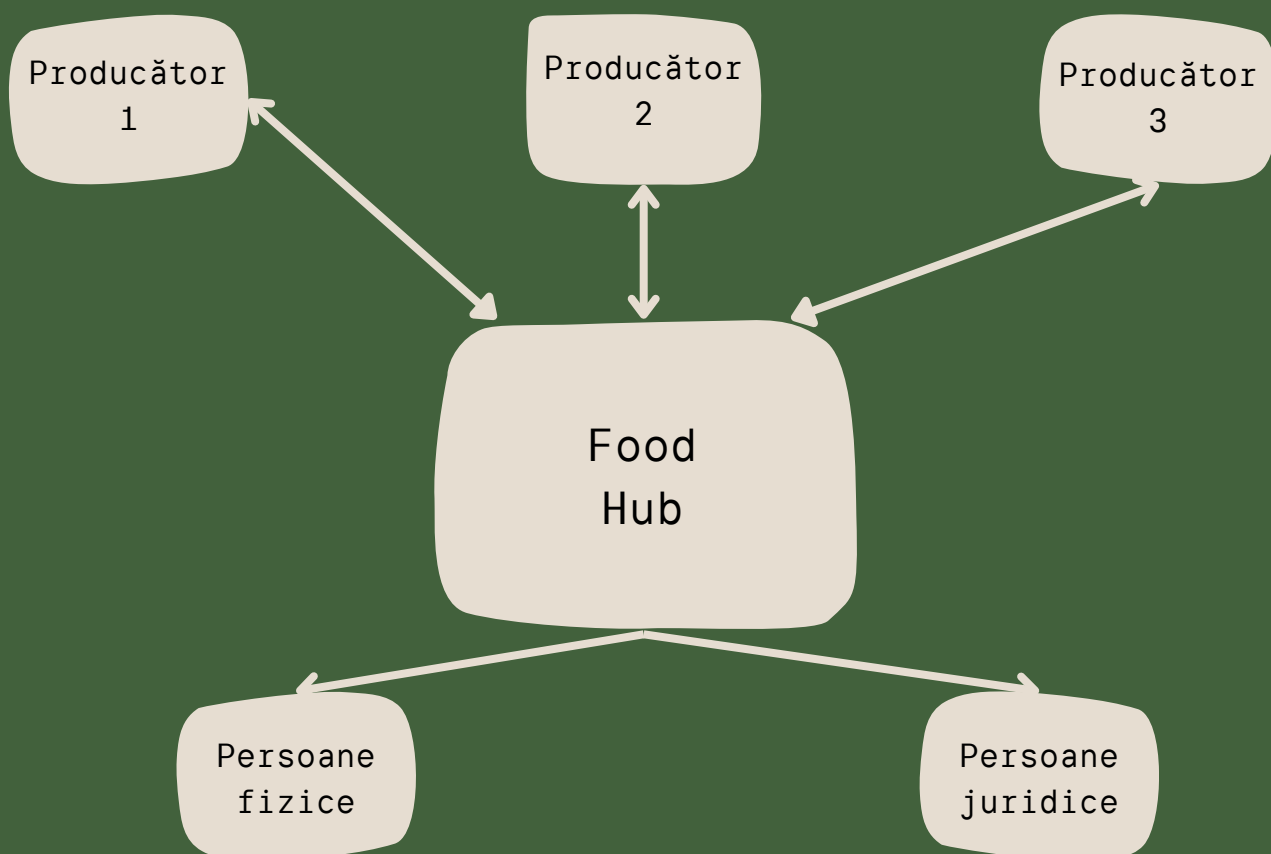 Producător
1
Producător
2
Producător
3
Food
Hub
Persoane
fizice
Persoane
juridice